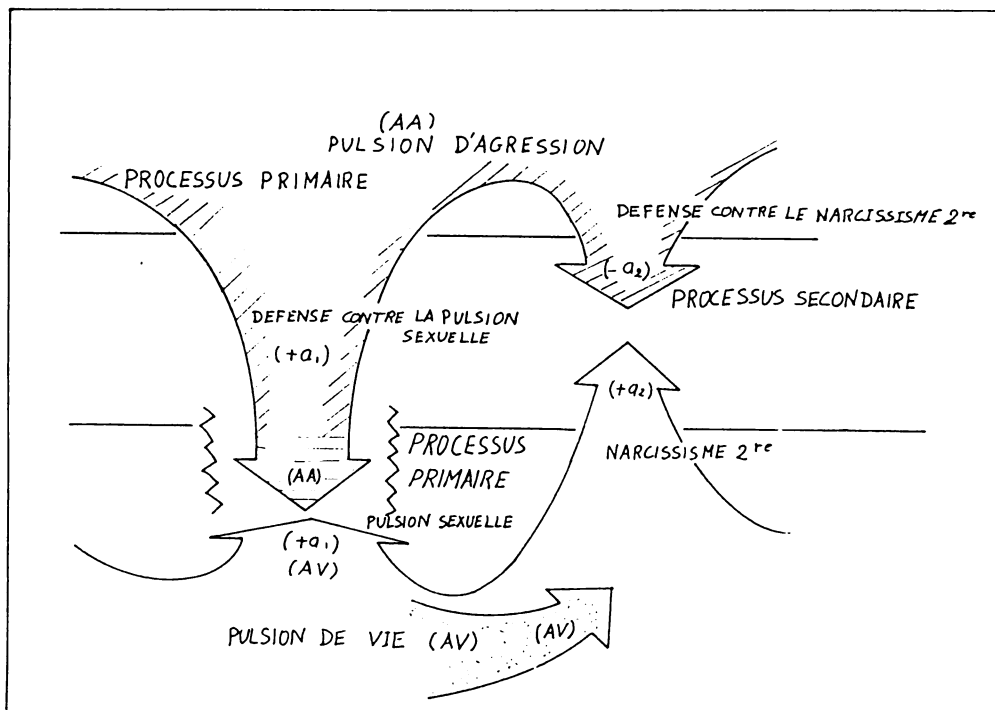 (AA)
PULSION D'AGRESSION
PROCESSUS PRIMAIRE
DEFENSE CONTRE LE NARCISSISME 2re
(-a2)
PROCESSUS SECONDAIRE
DEFENSE CONTRE LA PULSION
SEXUELLE
(+a1)
(+a2)
PROCESSUS
PRIMAIRE
NARCISSISME 2re
(AA)
PULSION SEXUELLE
(+a1)
(AV)
PULSION DE VIE (AV)
(AV)